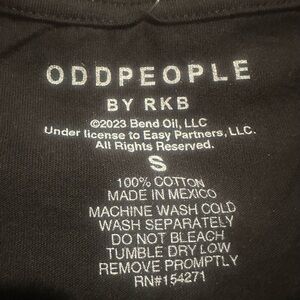 ODDPEOPLE
BY RKB
©2023 Bend Oil, LLC
Under license to Easy Partners, LLC.
All Rights Reserved.
S
100% COTTON
MADE IN MEXICO
MACHINE WASH COLD
WASH SEPARATELY
DO NOT BLEACH
TUMBLE DRY LOW
REMOVE PROMPTLY
RN#154271